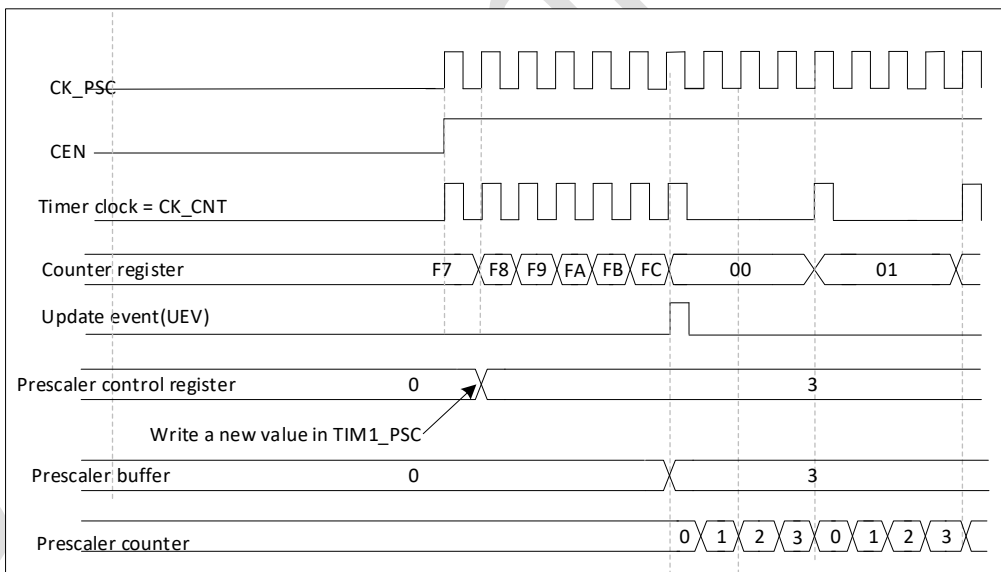 CK_PSC
CEN
Timer clock = CK_CNT
Counter register F7 F8 F9 FA FB FC 00 01
Update event(UEV)
Prescaler control register 0 3
Write a new value in TIM1_PSC
Prescaler buffer 0 3
Prescaler counter 0 1 2 3 0 1 2 3